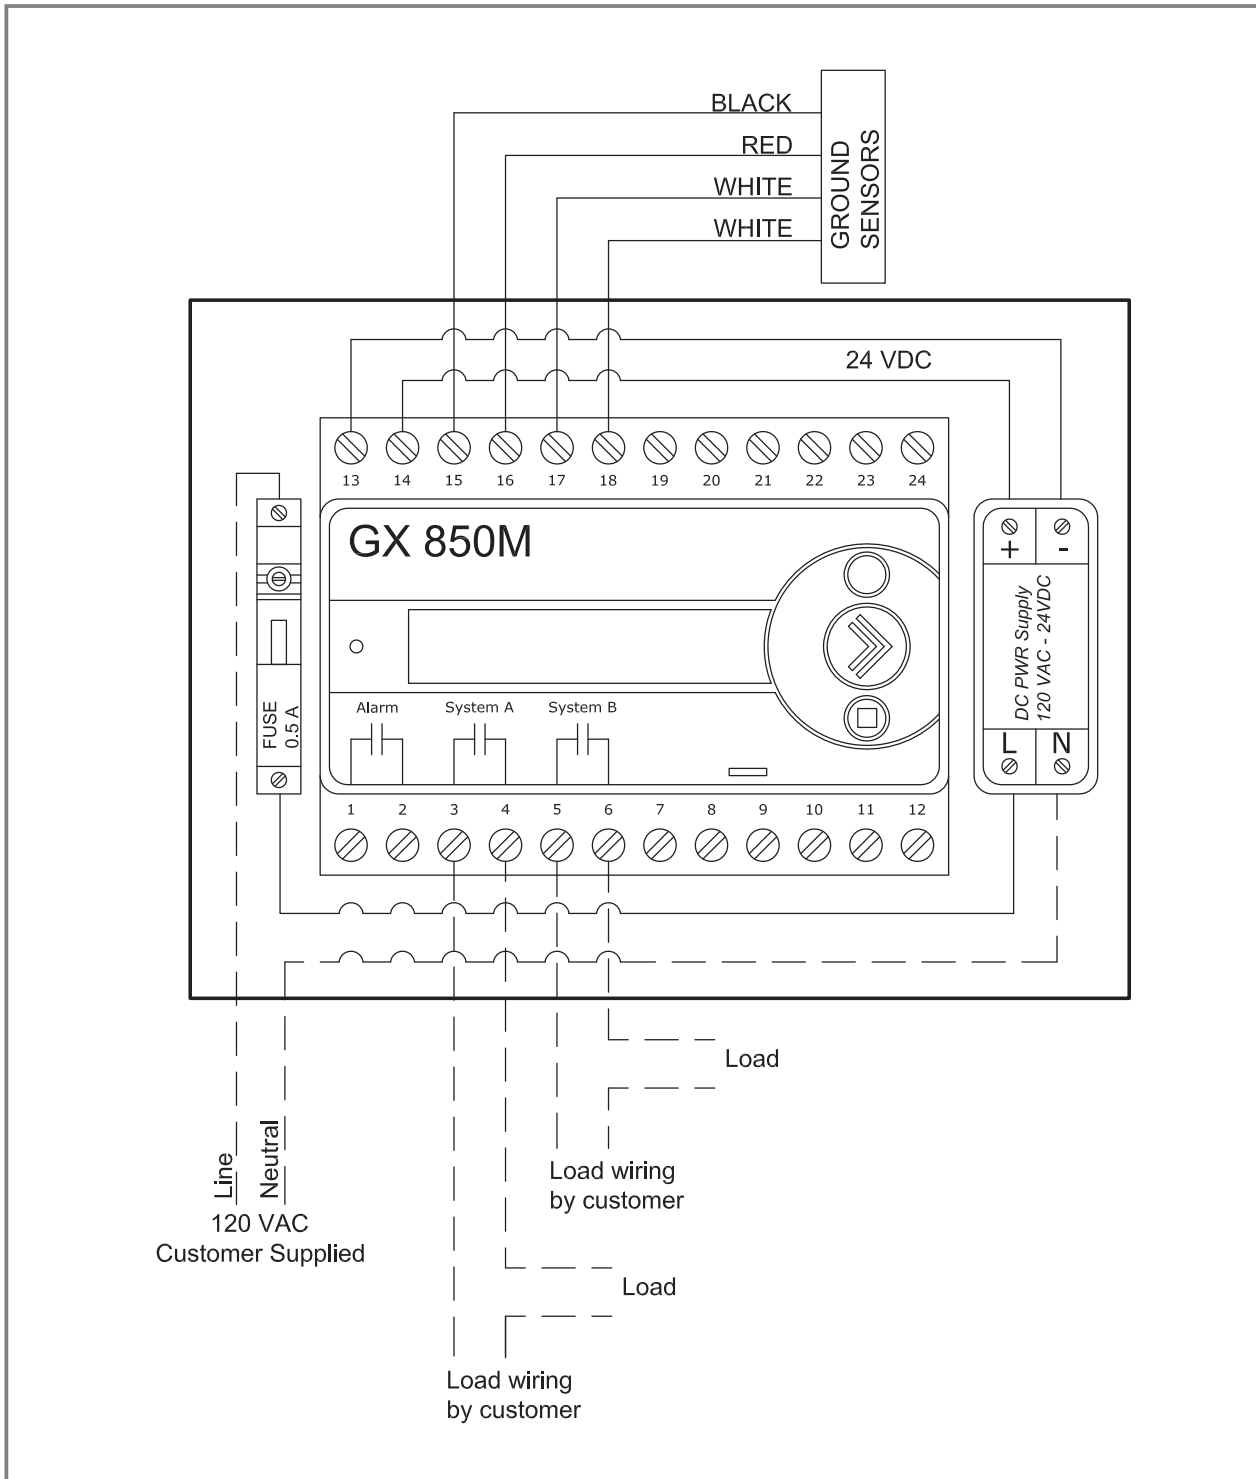 BLACK
RED
WHITE
WHITE
GROUND
SENSORS
24 VDC
13 14 15 16 17 18 19 20 21 22 23 24
GX 850M
+ -
DC PWR Supply
120 VAC - 24VDC
L N
FUSE
0.5 A
Alarm System A System B
1 2 3 4 5 6 7 8 9 10 11 12
Load
Line
Neutral
120 VAC
Customer Supplied
Load wiring
by customer
Load
Load wiring
by customer